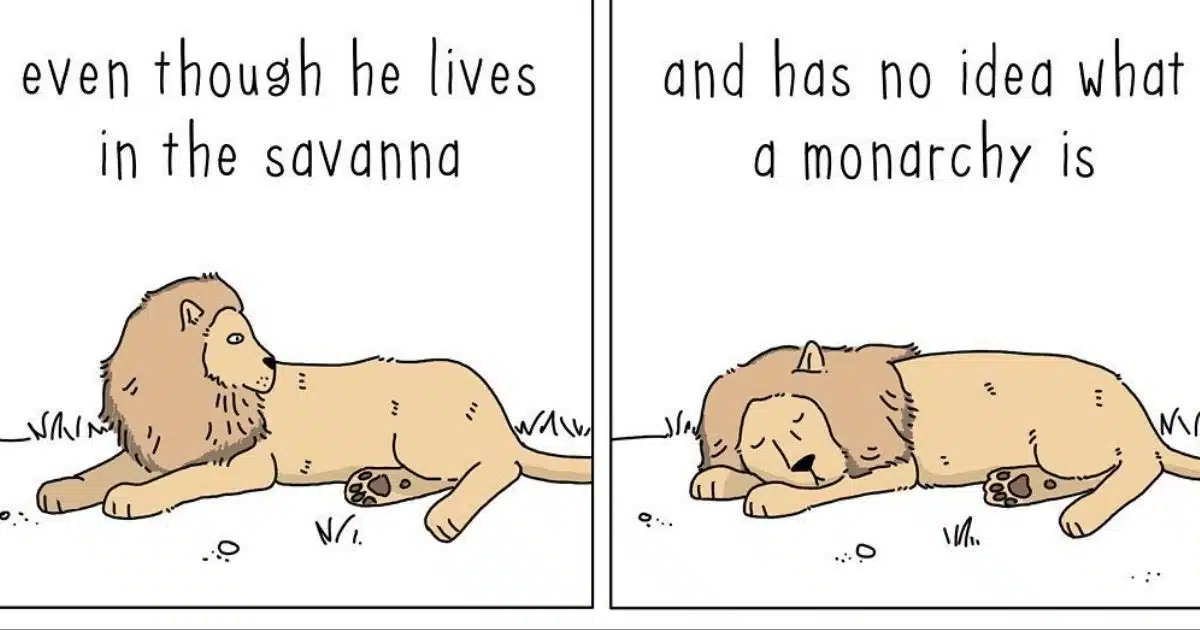 even though he lives
in the savanna
and has no idea what
a monarchy is